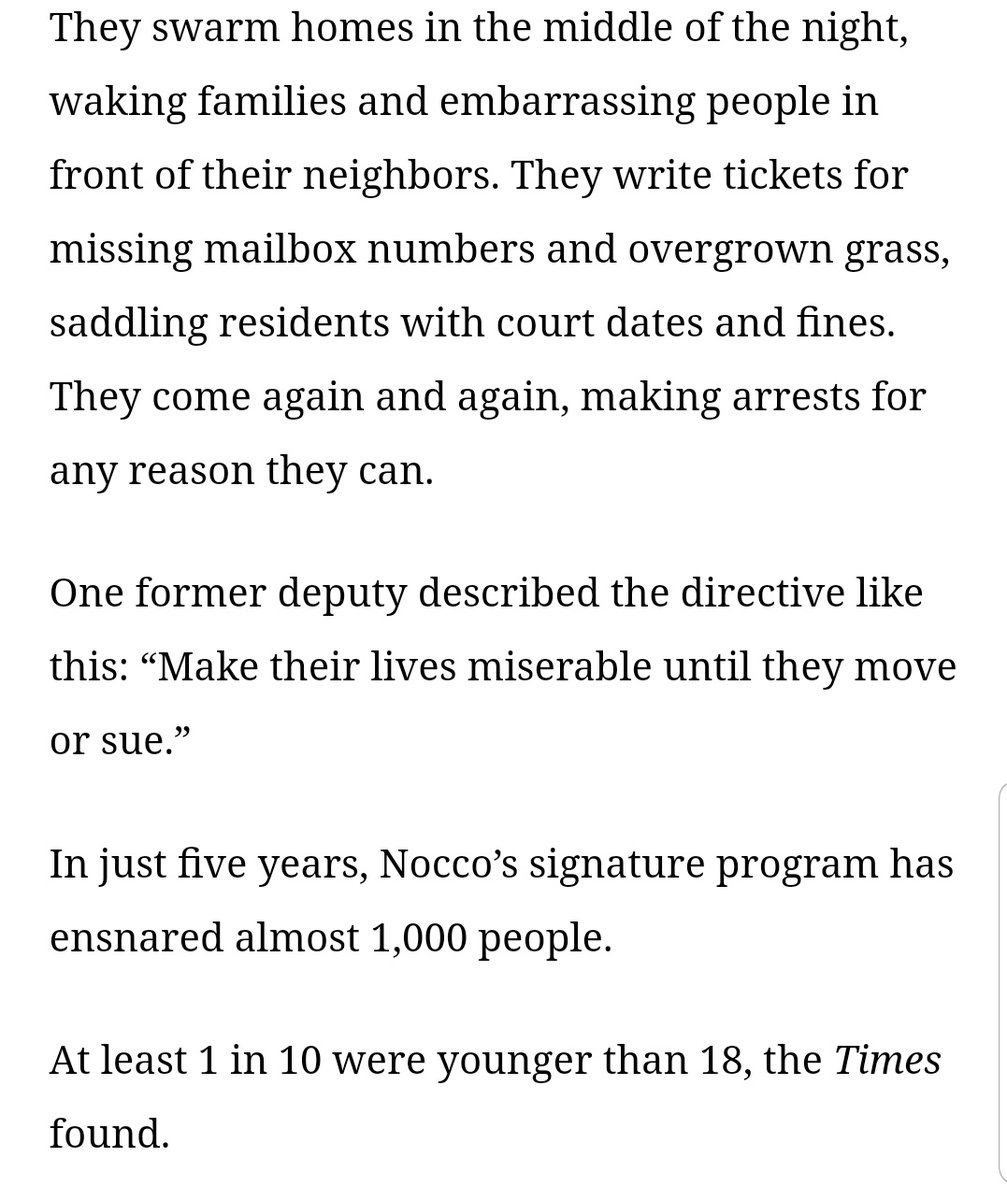 They swarm homes in the middle of the night,
waking families and embarrassing people in
front of their neighbors. They write tickets for
missing mailbox numbers and overgrown grass,
saddling residents with court dates and fines.
They come again and again, making arrests for
any reason they can.
One former deputy described the directive like
this: “Make their lives miserable until they move
or sue.”
In just five years, Nocco’s signature program has
ensnared almost 1,000 people.
At least 1 in 10 were younger than 18, the Times
found.